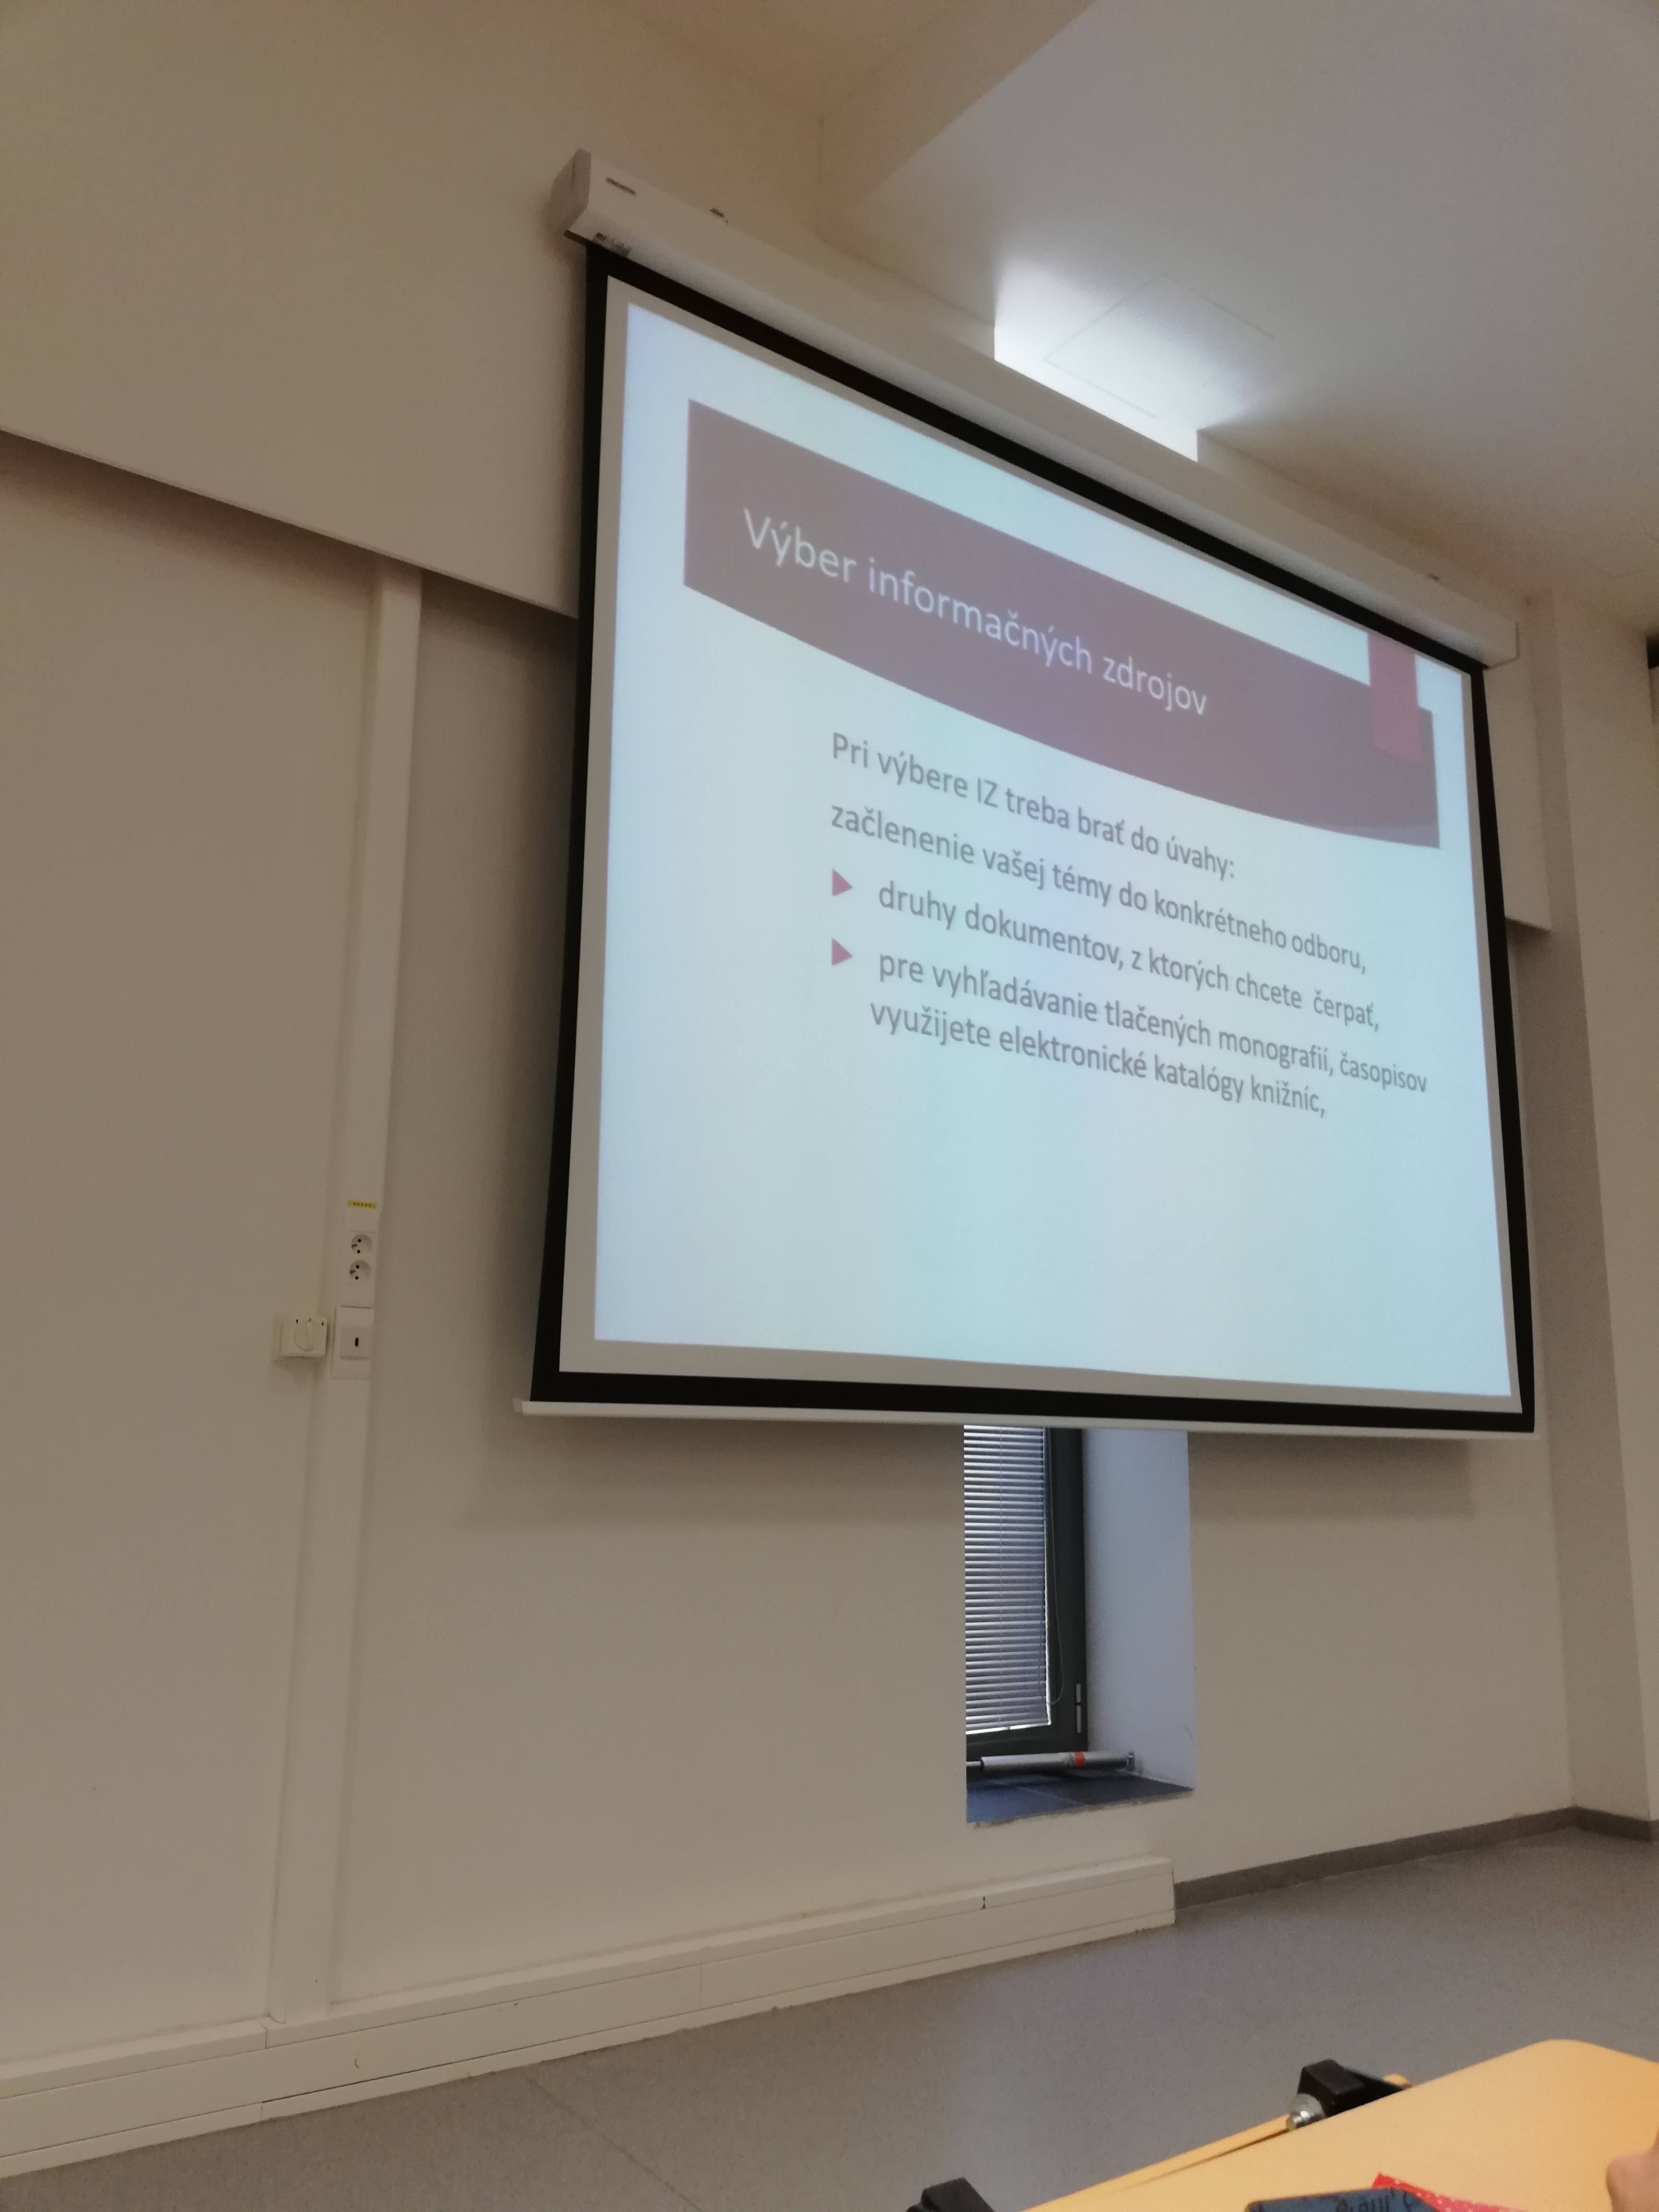 Výber informačných zdrojov
Pri výbere IZ treba brať do úvahy:
začlenenie vašej témy do konkrétneho odboru,
druhy dokumentov, z ktorých chcete čerpať,
pre vyhľadávanie tlačených monografií, časopisov
využijete elektronické katalógy knižníc,